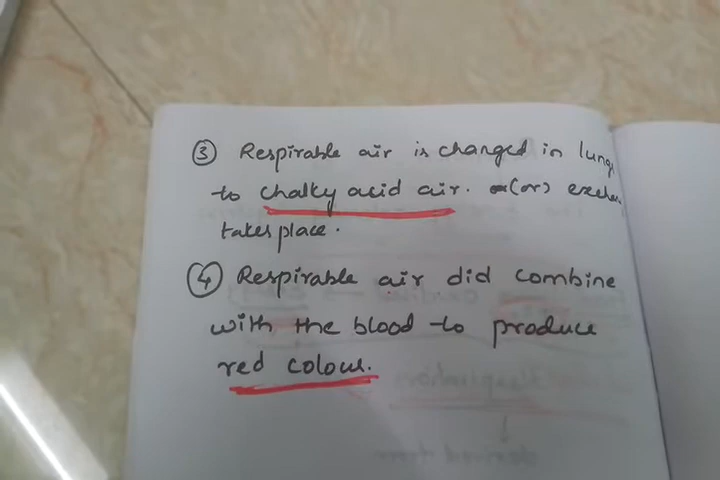 ③ Respirable air is changed in lungs
to chalky acid air. (or)
takes place.
④ Respirable air did combine
with the blood to produce
red colour.